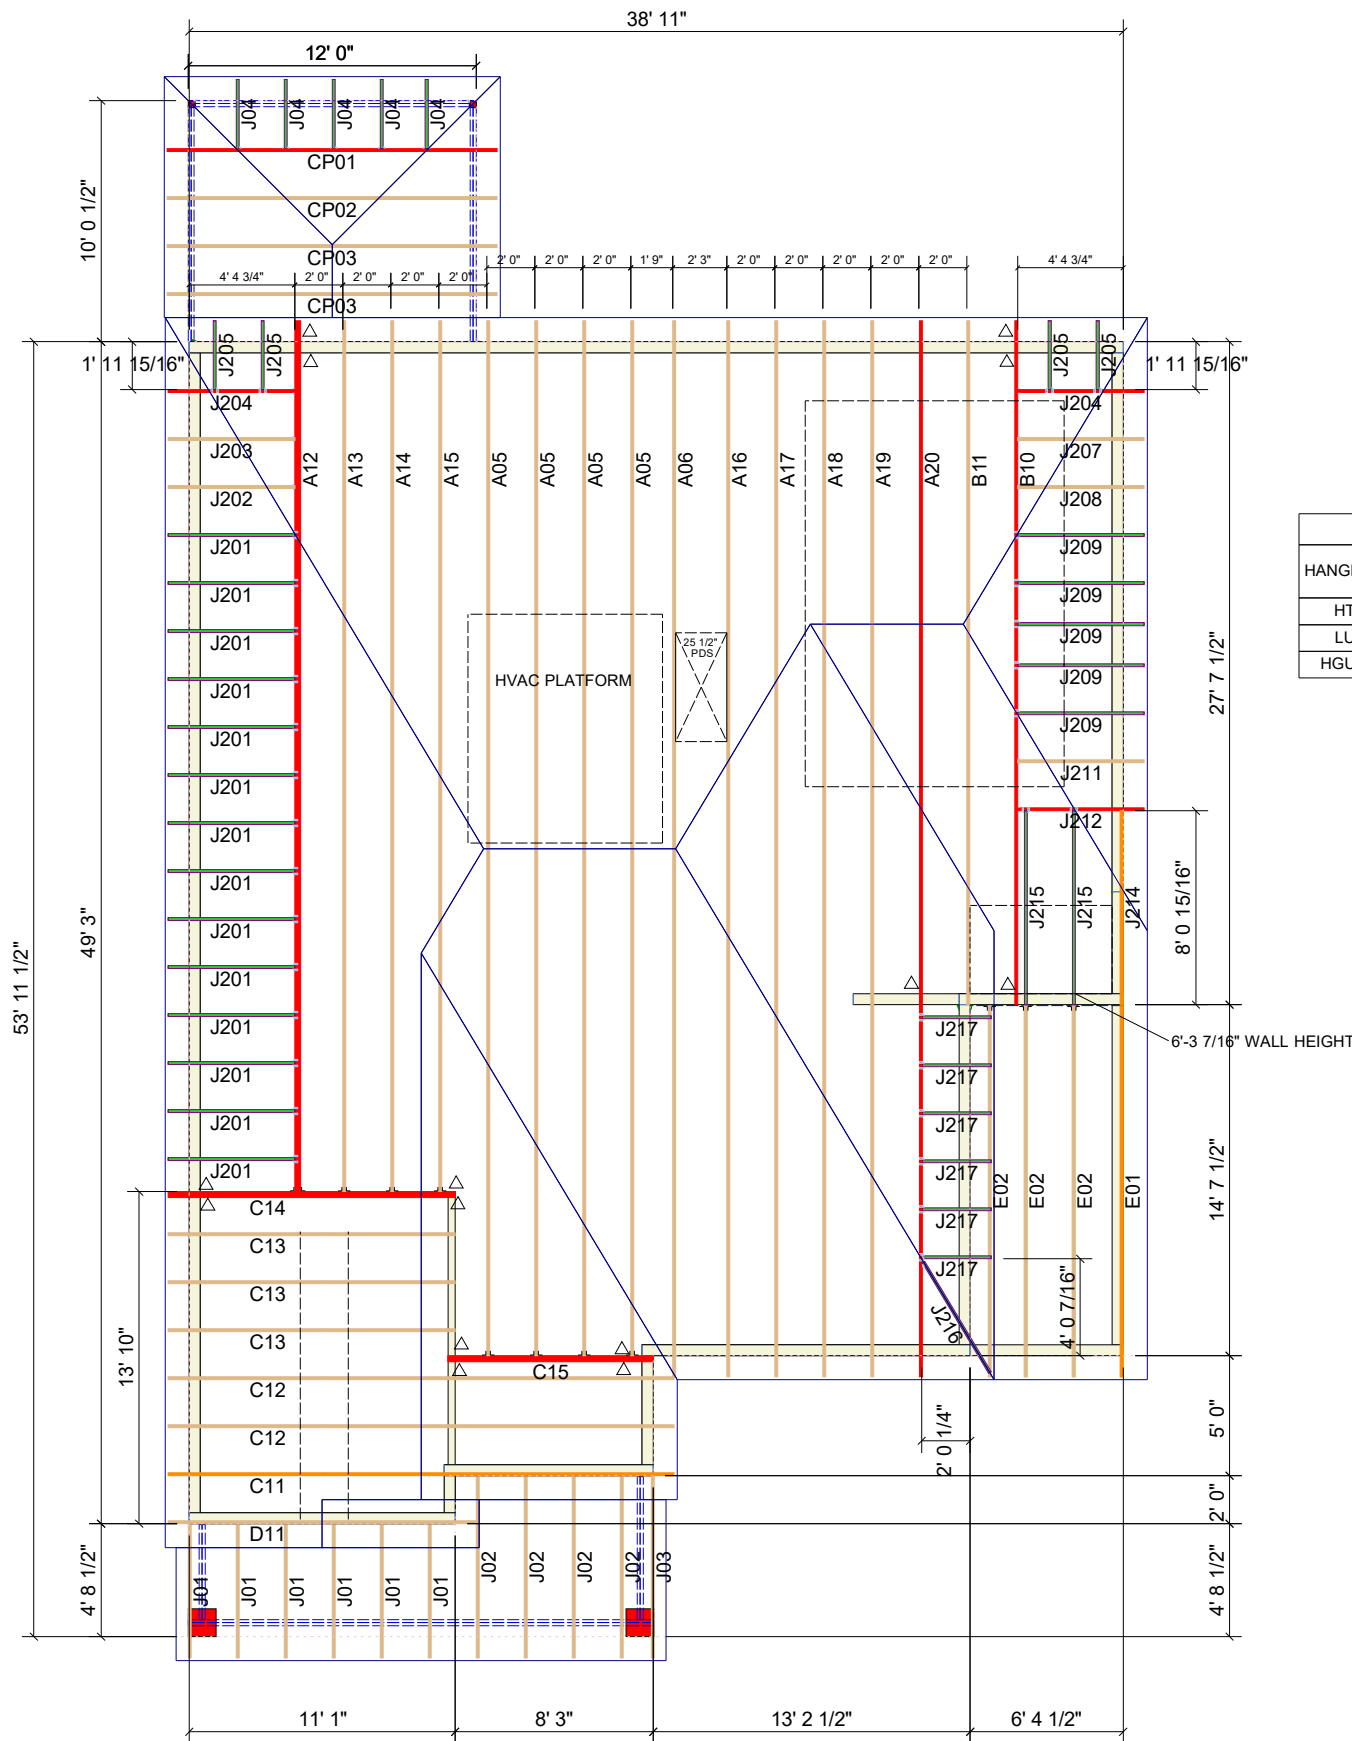 38' 11"
12' 0"
J04 J04 J04 J04 J04
CP01
CP02
CP03
CP03
10' 0 1/2"
4' 4 3/4" 2' 0" 2' 0" 2' 0" 2' 0" 2' 0" 2' 0" 2' 0" 1' 9" 2' 3" 2' 0" 2' 0" 2' 0" 2' 0" 2' 0" 4' 4 3/4"
1' 11 15/16"
J205 J205
J205 J205
1' 11 15/16"
J204
J203
J202
J201
J201
J201
J201
J201
J201
J201
J201
J201
J201
J201
J201
J201
J201
A12 A13 A14 A15 A05 A05 A05 A05 A06 A16 A17 A18 A19 A20 B11 B10
J204
J207
J208
J209
J209
J209
J209
J209
J211
J212
J215 J215 J214
HANG
HT
LU
HGU
HVAC PLATFORM
25 1/2"
PDS
27' 7 1/2"
8' 0 15/16"
6'-3 7/16" WALL HEIGHT
53' 11 1/2"
49' 3"
J217
J217
J217
J217
J217
J217
J216
E02 E02 E02 E01
14' 7 1/2"
4' 0 7/16"
2' 0 1/4"
13' 10"
C14
C13
C13
C13
C12
C12
C11
D11
C15
5' 0"
2' 0"
4' 8 1/2"
4' 8 1/2"
J01 J01 J01 J01 J01 J01 J02 J02 J02 J02 J03
11' 1" 8' 3" 13' 2 1/2" 6' 4 1/2"